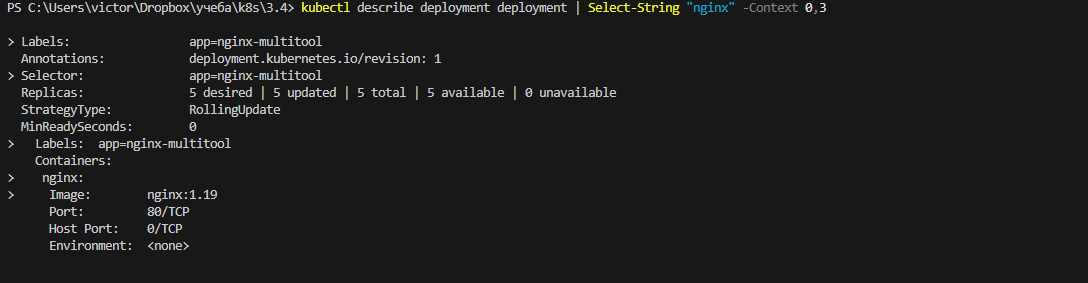 PS C:\Users\victor\Dropbox\учеба\k8s\3.4> kubectl describe deployment deployment | Select-String "nginx" -Context 0,3
> Labels:                 app=nginx-multitool
  Annotations:            deployment.kubernetes.io/revision: 1
> Selector:               app=nginx-multitool
  Replicas:               5 desired | 5 updated | 5 total | 5 available | 0 unavailable
  StrategyType:           RollingUpdate
  MinReadySeconds:        0
>   Labels:  app=nginx-multitool
    Containers:
>    nginx:
>     Image:        nginx:1.19
      Port:         80/TCP
      Host Port:    0/TCP
      Environment:  <none>